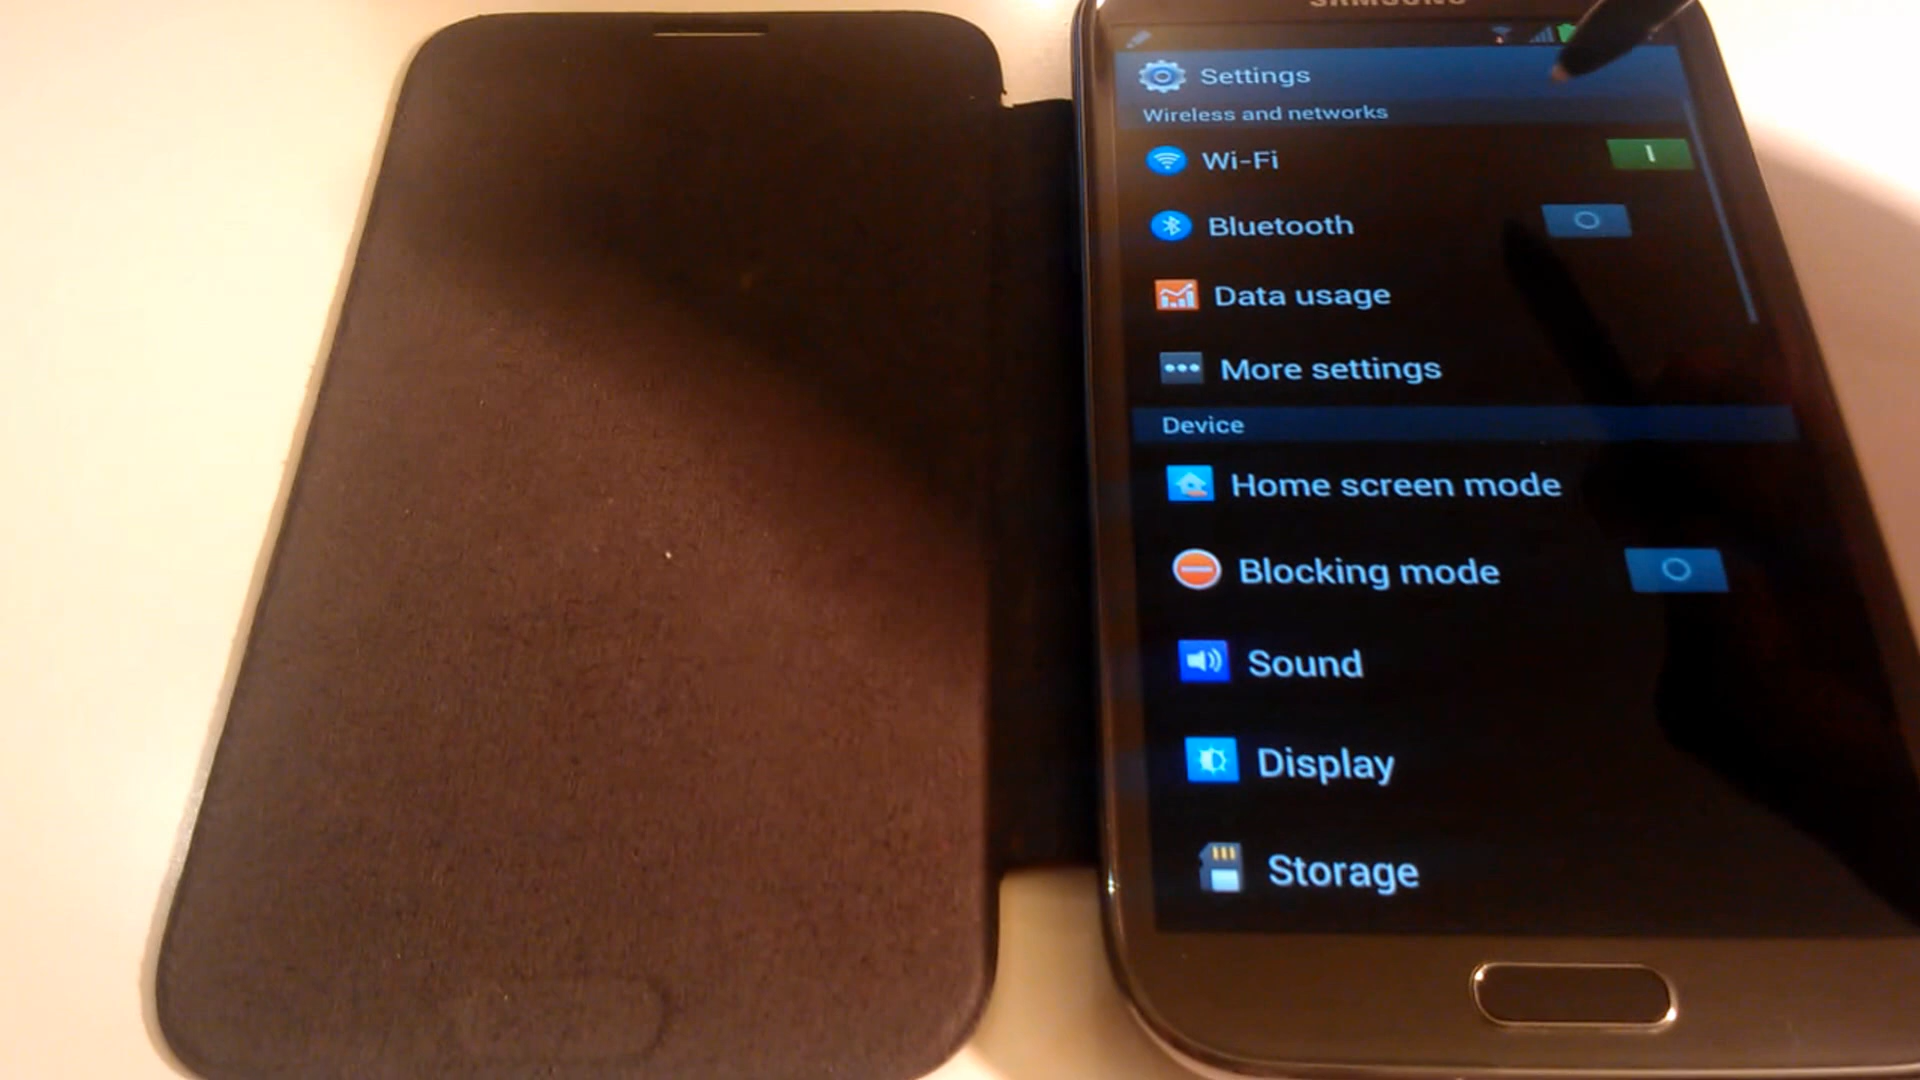 SAMSUNG
Settings
Wireless and networks
Wi-Fi
Bluetooth
Data usage
More settings
Device
Home screen mode
Blocking mode
Sound
Display
Storage